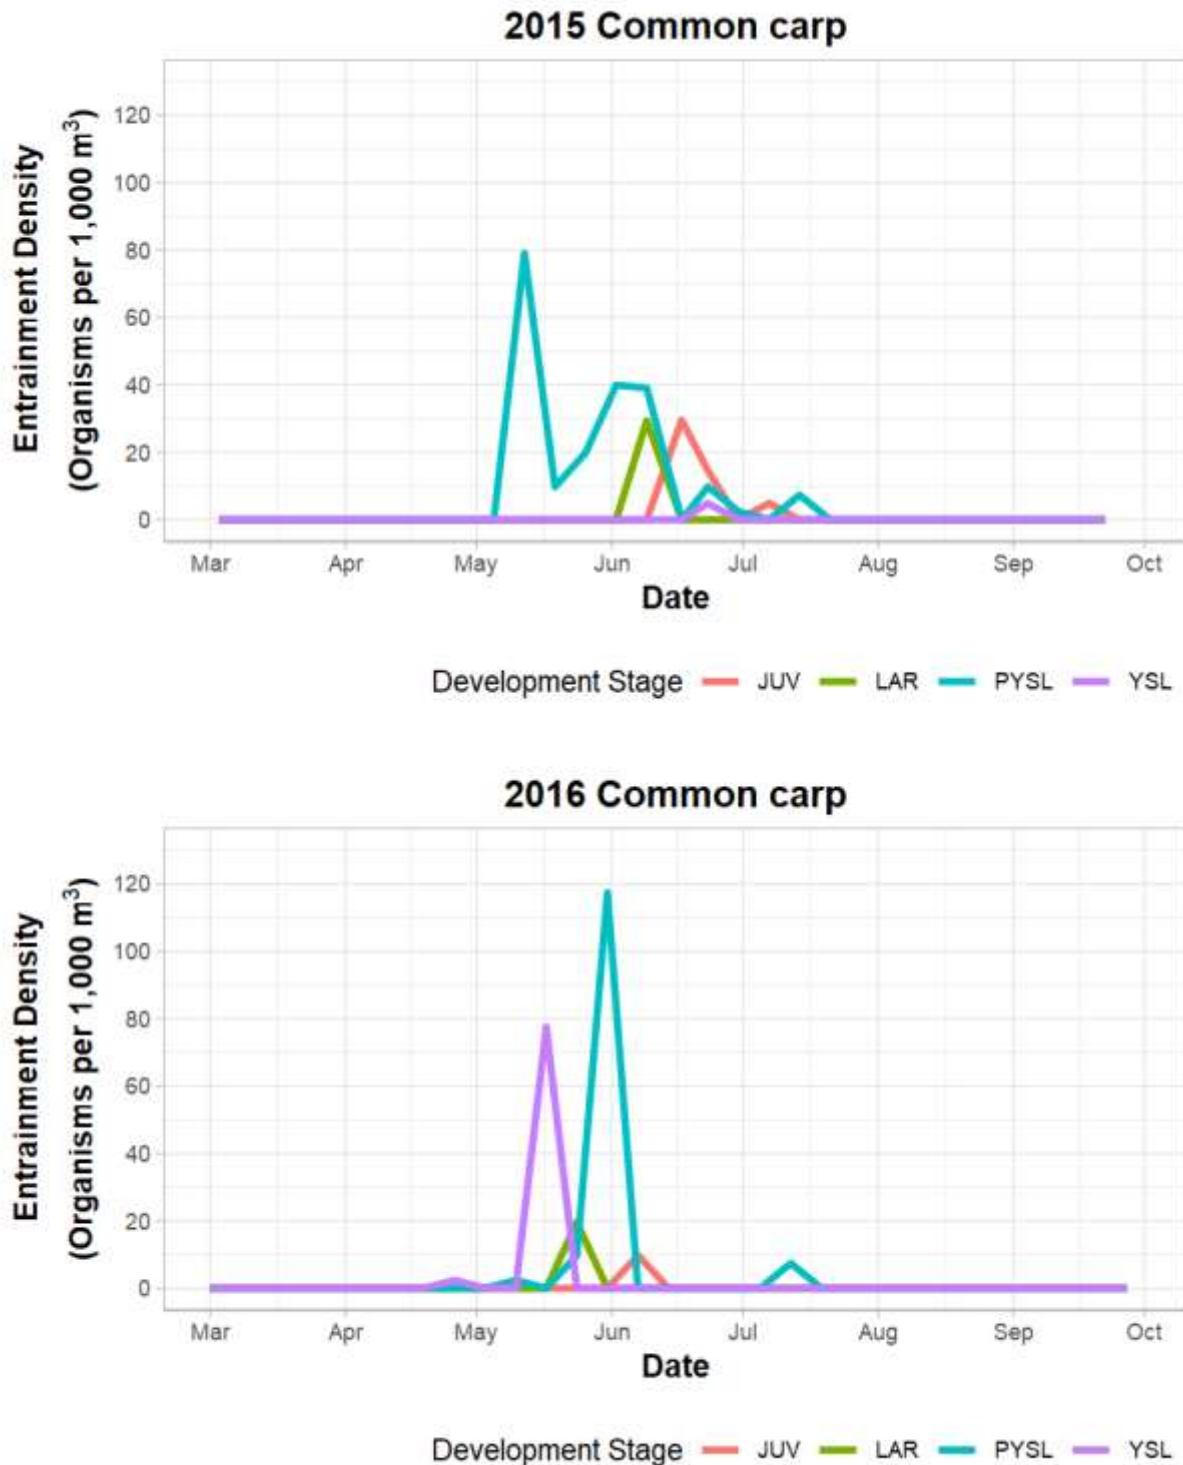 2015 Common carp
Entrainment Density
(Organisms per 1,000 m³)
120
100
80
60
40
20
0
Mar Apr May Jun Jul Aug Sep Oct
Date
Development Stage JUV LAR PYSL YSL
2016 Common carp
Entrainment Density
(Organisms per 1,000 m³)
120
100
80
60
40
20
0
Mar Apr May Jun Jul Aug Sep Oct
Date
Development Stage JUV LAR PYSL YSL